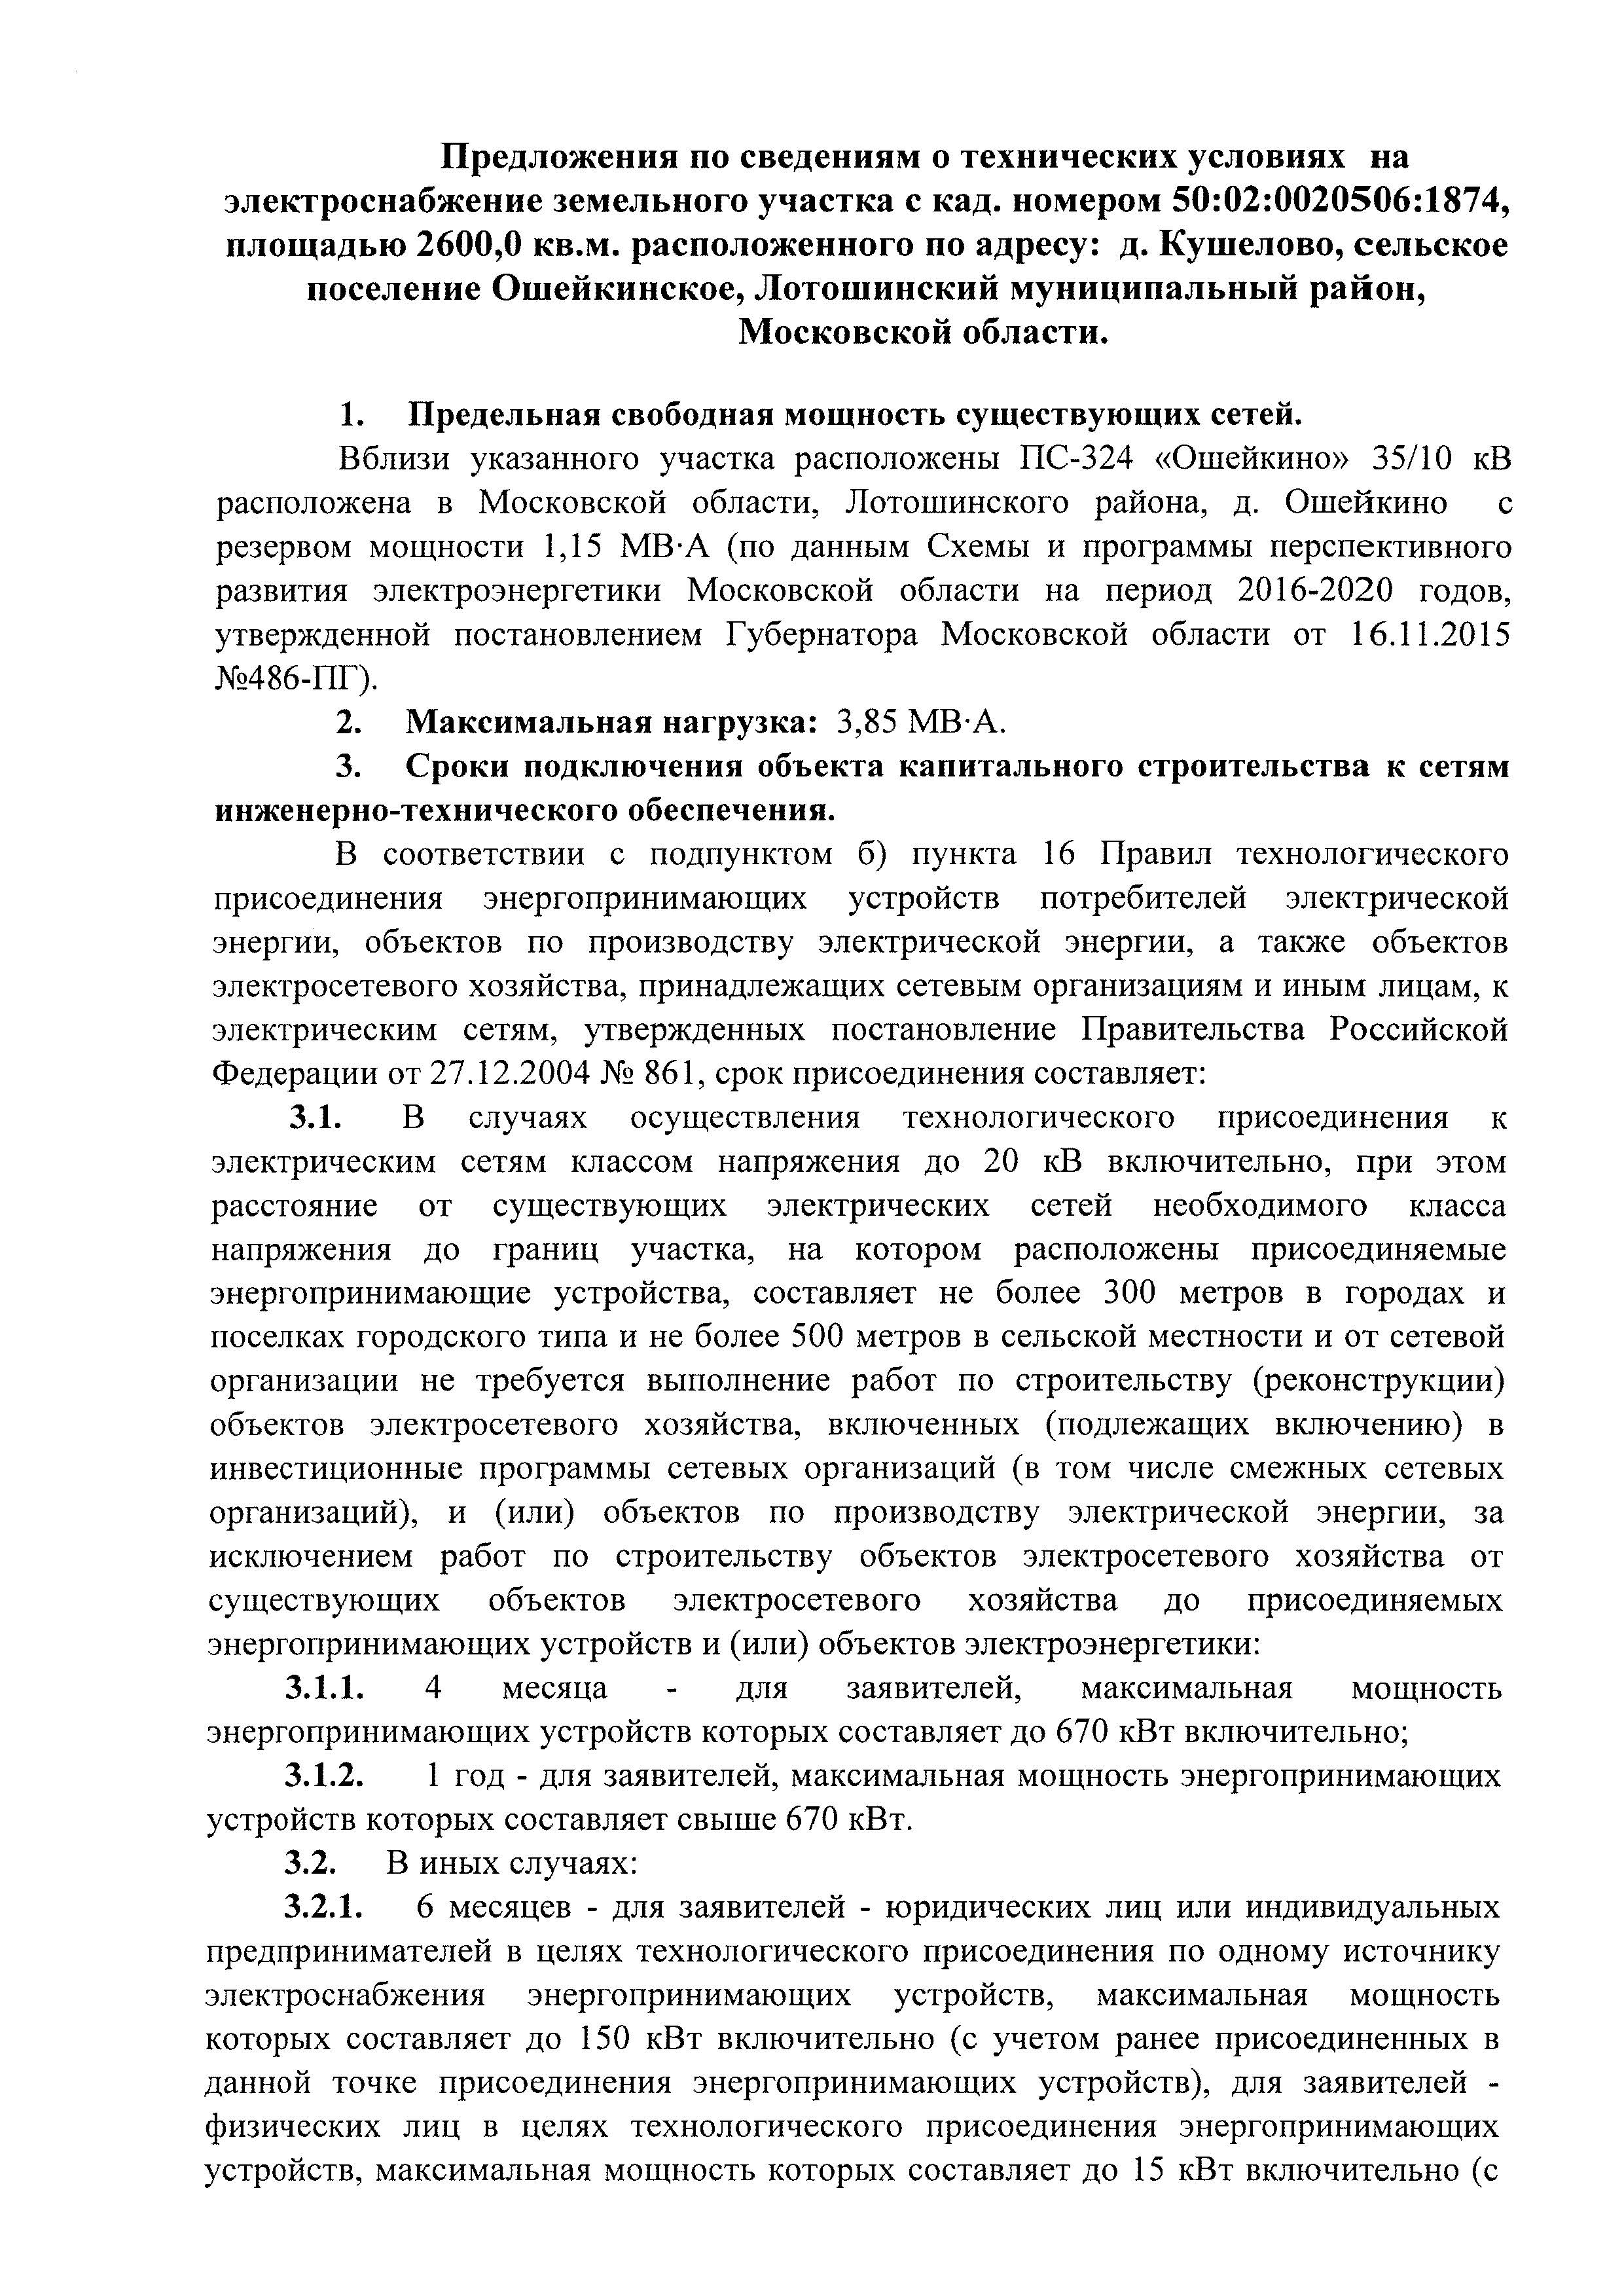 Предложения по сведениям о технических условиях на
электроснабжение земельного участка с кад. номером 50:02:0020506:1874,
площадью 2600,0 кв.м. расположенного по адресу: д. Кушелово, сельское
поселение Ошейкинское, Лотошинский муниципальный район,
Московской области.
1. Предельная свободная мощность существующих сетей.
Вблизи указанного участка расположены ПС-324 «Ошейкино» 35/10 кВ
расположена в Московской области, Лотошинского района, д. Ошейкино с
резервом мощности 1,15 МВ·А (по данным Схемы и программы перспективного
развития электроэнергетики Московской области на период 2016-2020 годов,
утвержденной постановлением Губернатора Московской области от 16.11.2015
№486-ПГ).
2. Максимальная нагрузка: 3,85 МВ·А.
3. Сроки подключения объекта капитального строительства к сетям
инженерно-технического обеспечения.
В соответствии с подпунктом б) пункта 16 Правил технологического
присоединения энергопринимающих устройств потребителей электрической
энергии, объектов по производству электрической энергии, а также объектов
электросетевого хозяйства, принадлежащих сетевым организациям и иным лицам, к
электрическим сетям, утвержденных постановление Правительства Российской
Федерации от 27.12.2004 № 861, срок присоединения составляет:
3.1. В случаях осуществления технологического присоединения к
электрическим сетям классом напряжения до 20 кВ включительно, при этом
расстояние от существующих электрических сетей необходимого класса
напряжения до границ участка, на котором расположены присоединяемые
энергопринимающие устройства, составляет не более 300 метров в городах и
поселках городского типа и не более 500 метров в сельской местности и от сетевой
организации не требуется выполнение работ по строительству (реконструкции)
объектов электросетевого хозяйства, включенных (подлежащих включению) в
инвестиционные программы сетевых организаций (в том числе смежных сетевых
организаций), и (или) объектов по производству электрической энергии, за
исключением работ по строительству объектов электросетевого хозяйства от
существующих объектов электросетевого хозяйства до присоединяемых
энергопринимающих устройств и (или) объектов электроэнергетики:
3.1.1. 4 месяца - для заявителей, максимальная мощность
энергопринимающих устройств которых составляет до 670 кВт включительно;
3.1.2. 1 год - для заявителей, максимальная мощность энергопринимающих
устройств которых составляет свыше 670 кВт.
3.2. В иных случаях:
3.2.1. 6 месяцев - для заявителей - юридических лиц или индивидуальных
предпринимателей в целях технологического присоединения по одному источнику
электроснабжения энергопринимающих устройств, максимальная мощность
которых составляет до 150 кВт включительно (с учетом ранее присоединенных в
данной точке присоединения энергопринимающих устройств), для заявителей -
физических лиц в целях технологического присоединения энергопринимающих
устройств, максимальная мощность которых составляет до 15 кВт включительно (с